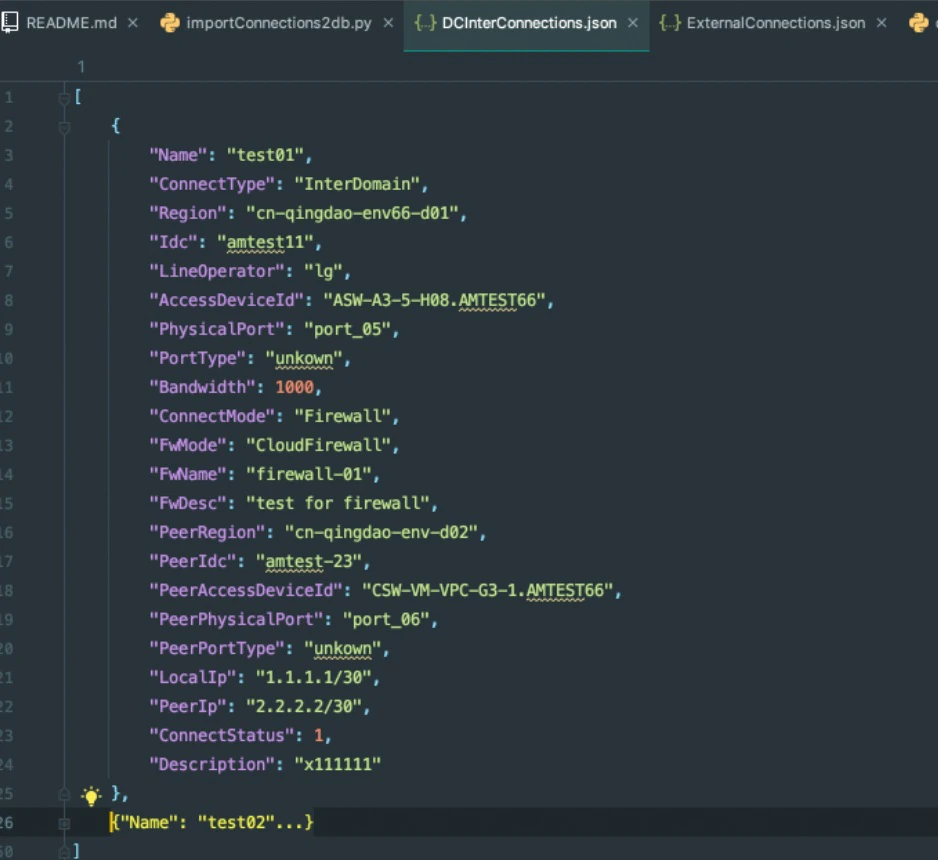 README.md × importConnections2db.py × {..} DCInterConnections.json × {..} ExternalConnections.json ×
1
1 [
2 {
3 "Name": "test01",
4 "ConnectType": "InterDomain",
5 "Region": "cn-qingdao-env66-d01",
6 "Idc": "amtest11",
7 "LineOperator": "lg",
8 "AccessDeviceId": "ASW-A3-5-H08.AMTEST66",
9 "PhysicalPort": "port_05",
10 "PortType": "unkown",
11 "Bandwidth": 1000,
12 "ConnectMode": "Firewall",
13 "FwMode": "CloudFirewall",
14 "FwName": "firewall-01",
15 "FwDesc": "test for firewall",
16 "PeerRegion": "cn-qingdao-env-d02",
17 "PeerIdc": "amtest-23",
18 "PeerAccessDeviceId": "CSW-VM-VPC-G3-1.AMTEST66",
19 "PeerPhysicalPort": "port_06",
20 "PeerPortType": "unkown",
21 "LocalIp": "1.1.1.1/30",
22 "PeerIp": "2.2.2.2/30",
23 "ConnectStatus": 1,
24 "Description": "x111111"
25 },
26 {"Name": "test02"...}
50 ]